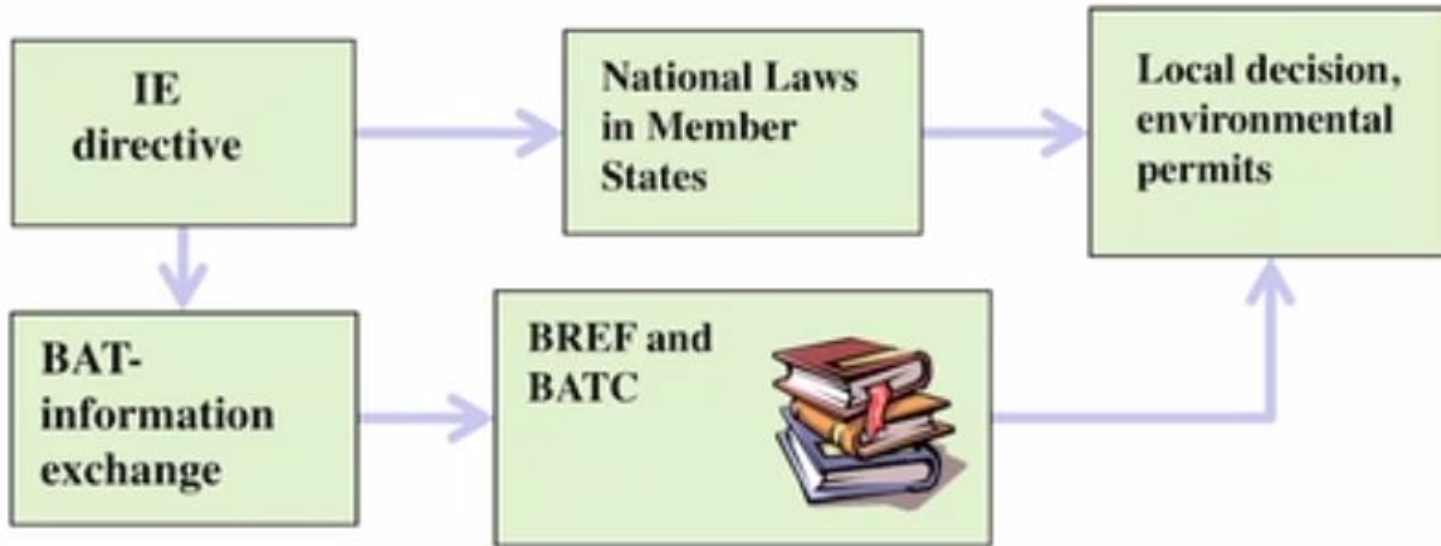 IE
directive
National Laws
in Member
States
Local decision,
environmental
permits
BAT-
information
exchange
BREF and
BATC